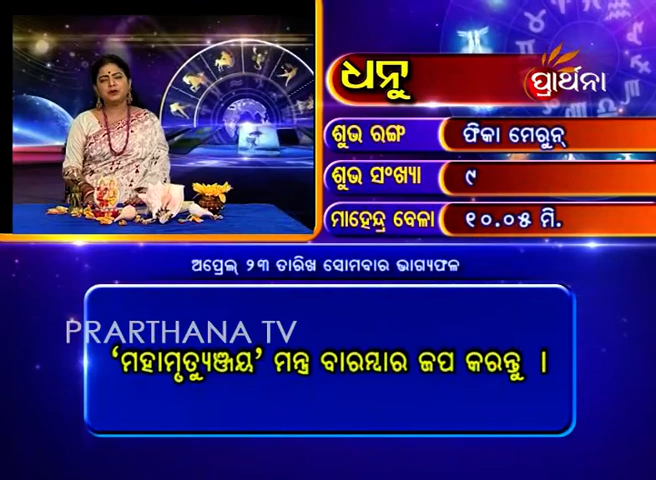 ଧନୁ
ପ୍ରାର୍ଥନା
ଶୁଭ ରଙ୍ଗ ଫିକା ମେରୁନ୍
ଶୁଭ ସଂଖ୍ୟା ୯
ମାହେନ୍ଦ୍ର ବେଳା ୧୦.୦୫ ମି.
ଅପ୍ରେଲ୍ ୨୩ ତାରିଖ ସୋମବାର ଭାଗ୍ୟଫଳ
PRARTHANA TV
‘ମହାମୃତ୍ୟୁଞ୍ଜୟ’ ମନ୍ତ୍ର ବାରମ୍ବାର ଜପ କରନ୍ତୁ ।